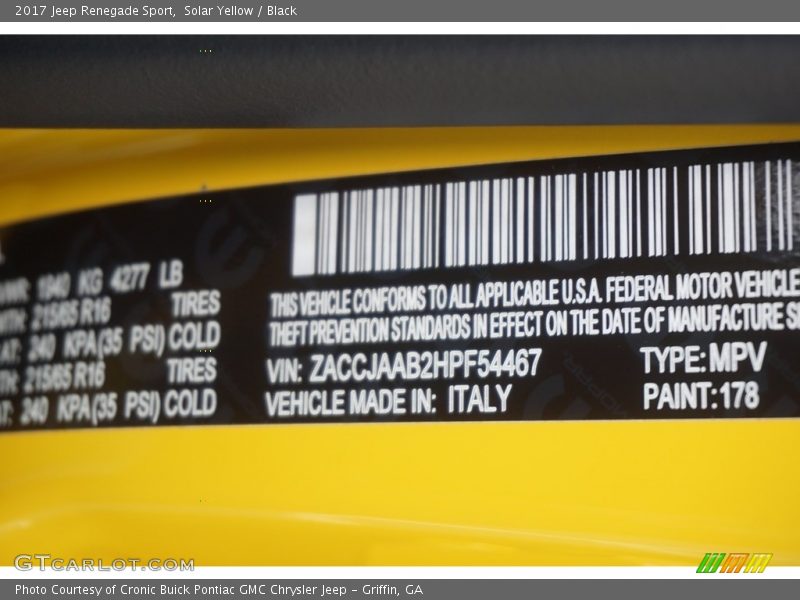 2017 Jeep Renegade Sport,  Solar Yellow / Black
1940 KG 4277 LB
215/65 R16 TIRES
240 KPA(35 PSI) COLD
215/65 R16 TIRES
240 KPA(35 PSI) COLD
THIS VEHICLE CONFORMS TO ALL APPLICABLE U.S.A. FEDERAL MOTOR VEHICLE
THEFT PREVENTION STANDARDS IN EFFECT ON THE DATE OF MANUFACTURE
VIN: ZACCJAAB2HPF54467 TYPE: MPV
VEHICLE MADE IN: ITALY PAINT: 178
GTCARLOT.COM
Photo Courtesy of Cronic Buick Pontiac GMC Chrysler Jeep - Griffin, GA